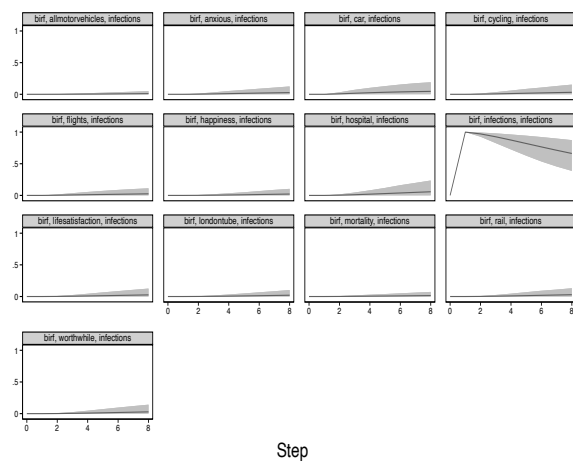 birf, allmotorvehicles, infections
birf, anxious, infections
birf, car, infections
birf, cycling, infections
1
.5
0
birf, flights, infections
birf, happiness, infections
birf, hospital, infections
birf, infections, infections
1
.5
0
birf, lifesatisfaction, infections
birf, londontube, infections
birf, mortality, infections
birf, rail, infections
1
.5
0
0 2 4 6 8
0 2 4 6 8
0 2 4 6 8
birf, worthwhile, infections
1
.5
0
0 2 4 6 8
Step